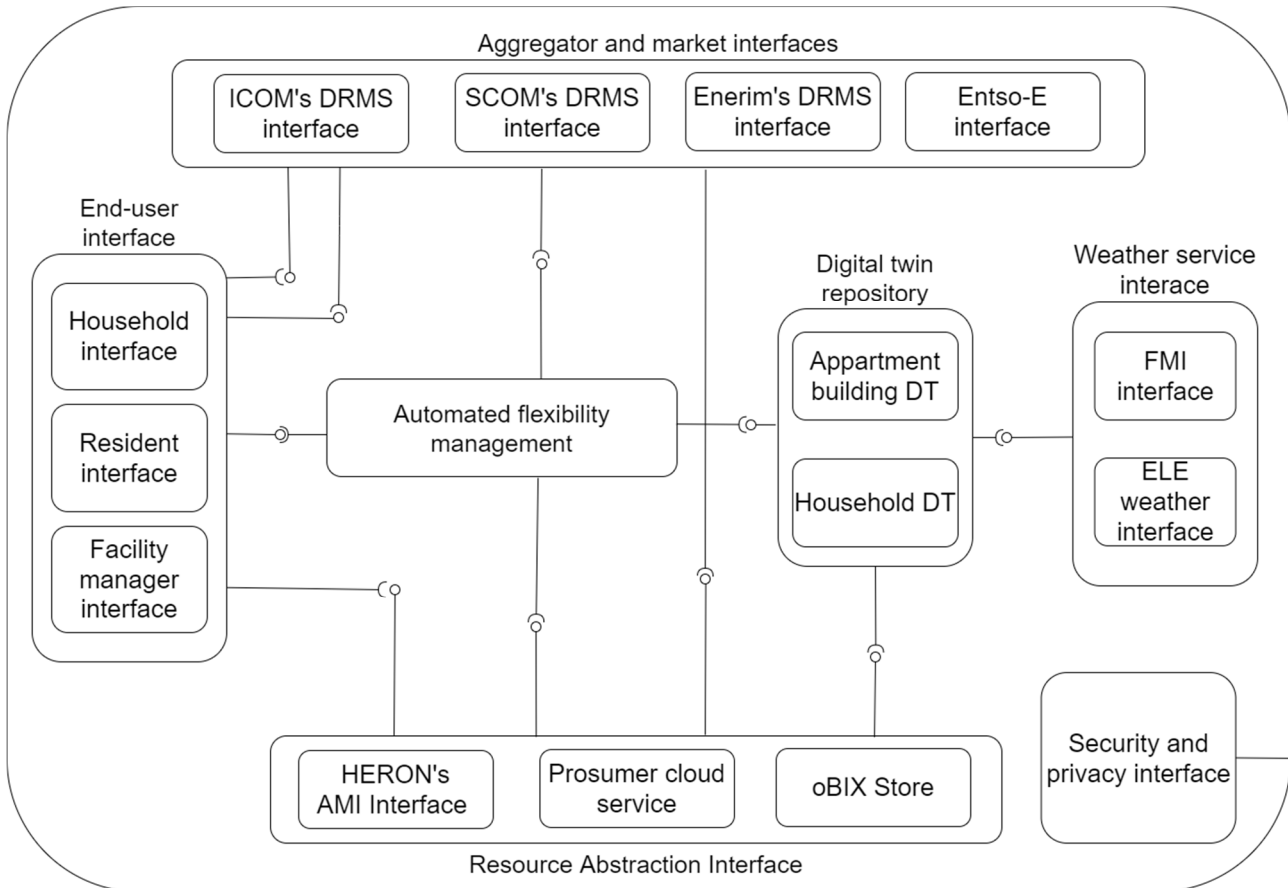 Aggregator and market interfaces
ICOM's DRMS
interface
SCOM's DRMS
interface
Enerim's DRMS
interface
Entso-E
interface
End-user
interface
Household
interface
Resident
interface
Facility
manager
interface
Automated flexibility
management
Digital twin
repository
Appartment
building DT
Household DT
Weather service
interace
FMI
interface
ELE
weather
interface
HERON's
AMI Interface
Prosumer cloud
service
oBIX Store
Resource Abstraction Interface
Security and
privacy interface